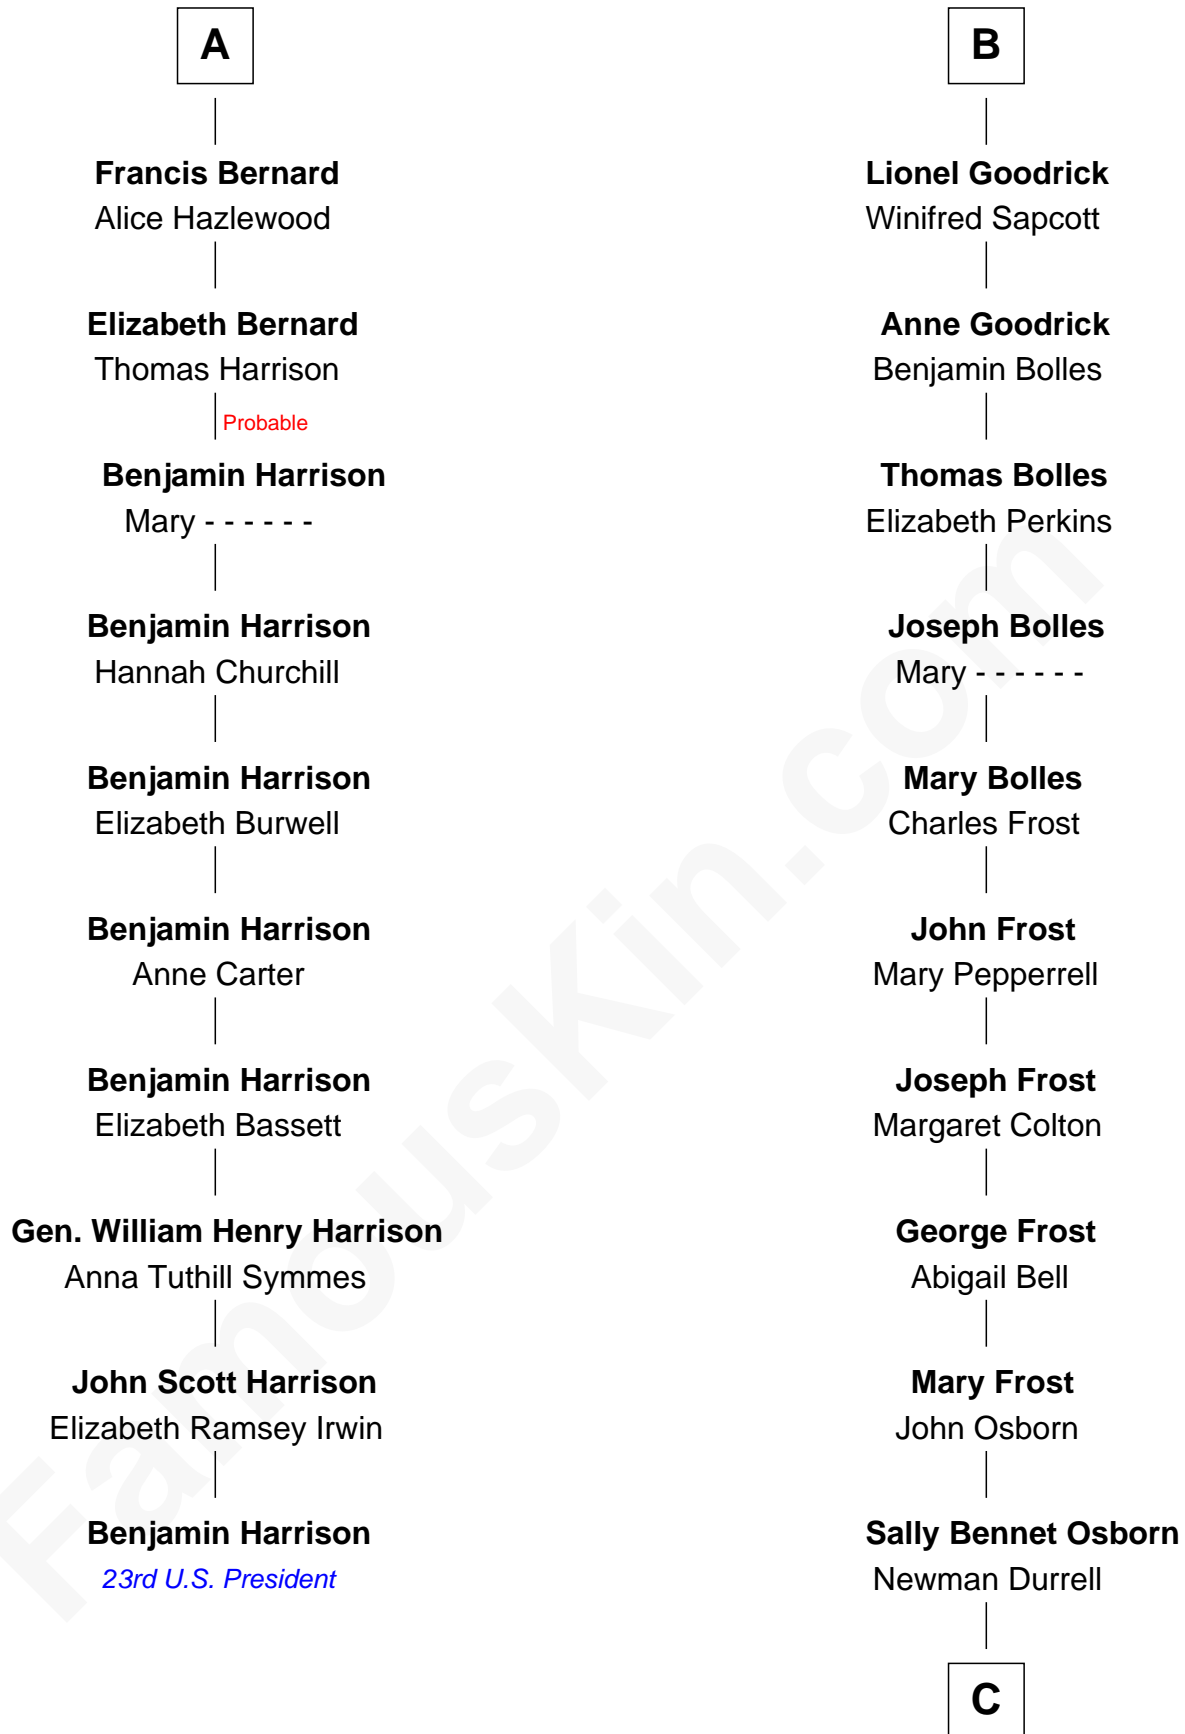 A
Francis Bernard
Alice Hazlewood
Elizabeth Bernard
Thomas Harrison
Probable
Benjamin Harrison
Mary - - - - - -
Benjamin Harrison
Hannah Churchill
Benjamin Harrison
Elizabeth Burwell
Benjamin Harrison
Anne Carter
Benjamin Harrison
Elizabeth Bassett
Gen. William Henry Harrison
Anna Tuthill Symmes
John Scott Harrison
Elizabeth Ramsey Irwin
Benjamin Harrison
23rd U.S. President
B
Lionel Goodrick
Winifred Sapcott
Anne Goodrick
Benjamin Bolles
Thomas Bolles
Elizabeth Perkins
Joseph Bolles
Mary - - - - - -
Mary Bolles
Charles Frost
John Frost
Mary Pepperrell
Joseph Frost
Margaret Colton
George Frost
Abigail Bell
Mary Frost
John Osborn
Sally Bennet Osborn
Newman Durrell
C
FamousKin.com